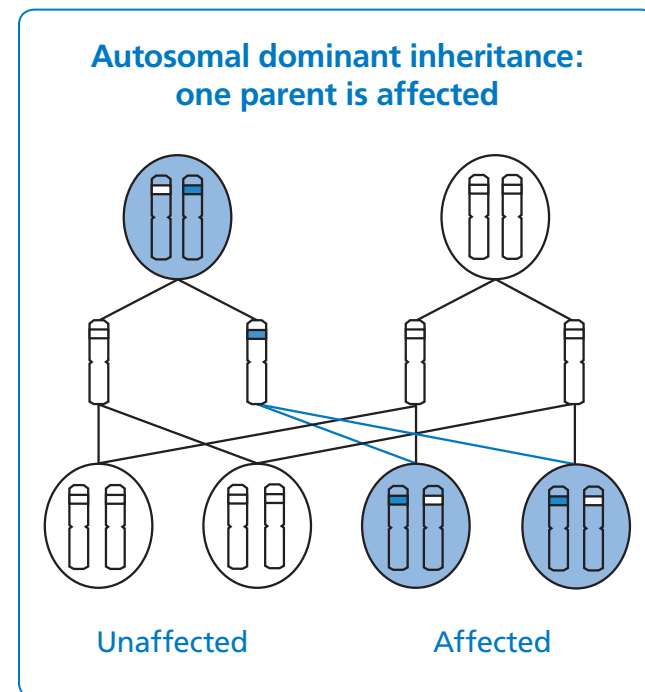 Autosomal dominant inheritance:
one parent is affected
Unaffected
Affected